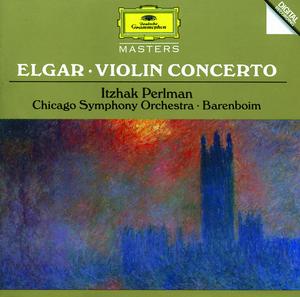 Deutsche
Grammophon
DIGITAL
MASTERS
ELGAR · VIOLIN CONCERTO
Itzhak Perlman
Chicago Symphony Orchestra · Barenboim